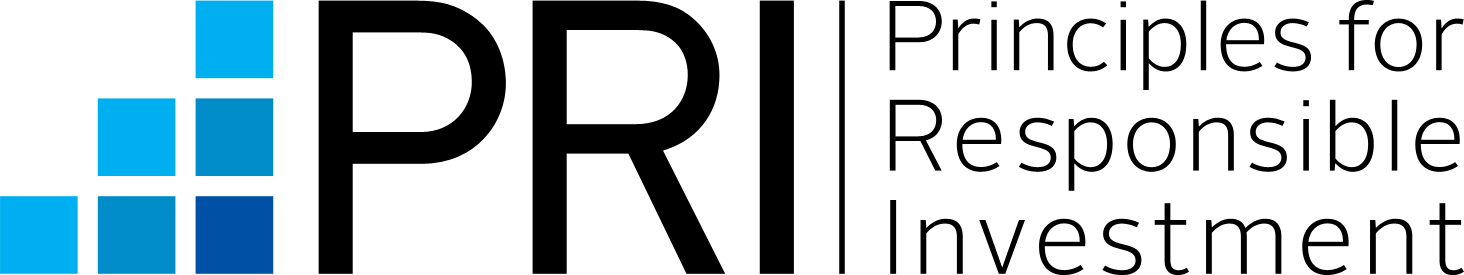 PRI
Principles for
Responsible
Investment